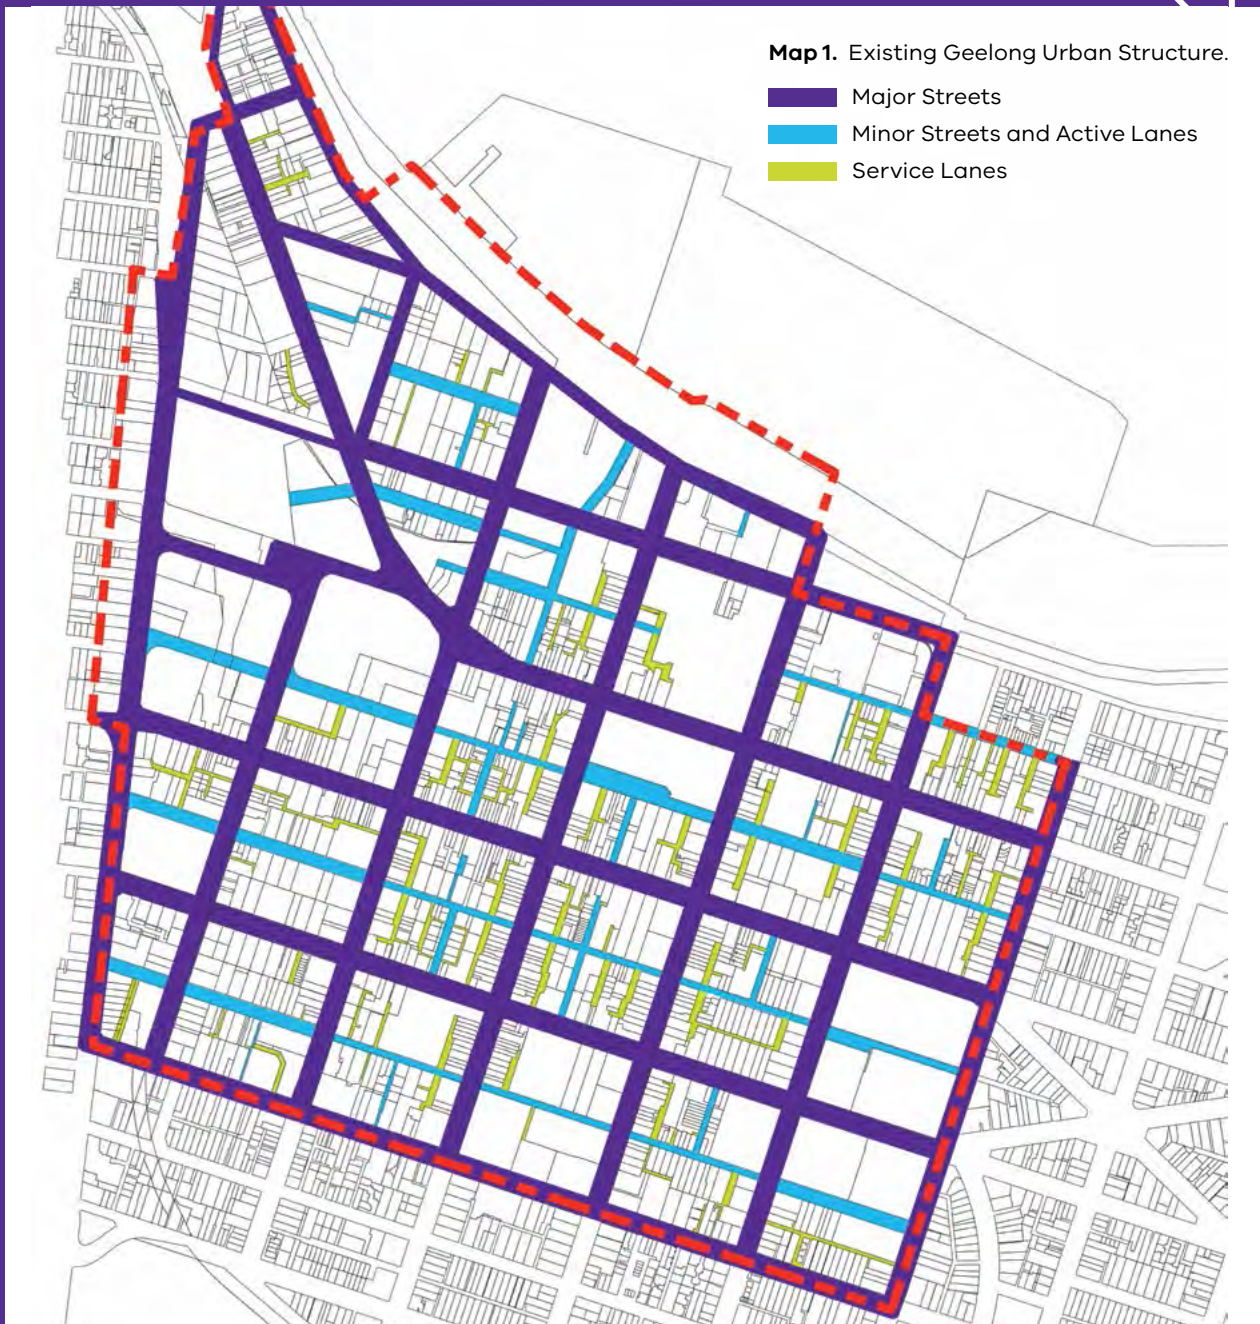 Map 1. Existing Geelong Urban Structure.
Major Streets
Minor Streets and Active Lanes
Service Lanes